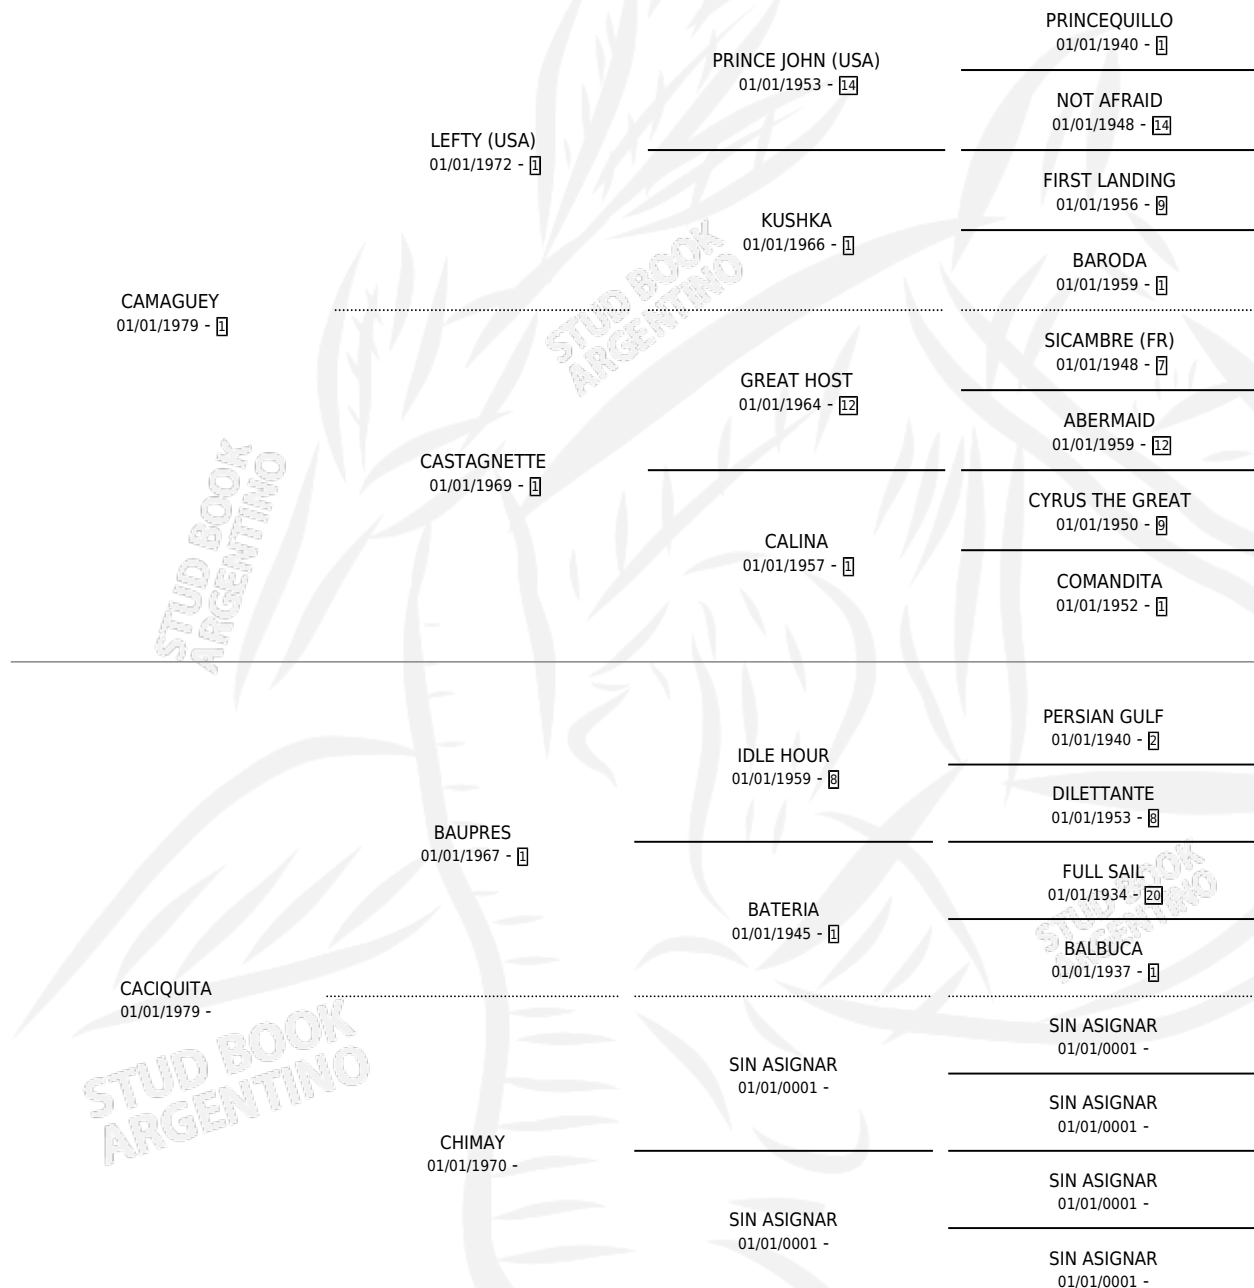 PRINCEQUILLO
01/01/1940 - 1
PRINCE JOHN (USA)
01/01/1953 - 14
NOT AFRAID
01/01/1948 - 14
LEFTY (USA)
01/01/1972 - 1
FIRST LANDING
01/01/1956 - 9
KUSHKA
01/01/1966 - 1
BARODA
01/01/1959 - 1
CAMAGUEY
01/01/1979 - 1
STUD BOOK
ARGENTINO
SICAMBRE (FR)
01/01/1948 - 7
GREAT HOST
01/01/1964 - 12
ABERMAID
01/01/1959 - 12
CASTAGNETTE
01/01/1969 - 1
CYRUS THE GREAT
01/01/1950 - 9
CALINA
01/01/1957 - 1
COMANDITA
01/01/1952 - 1
STUD BOOK
ARGENTINO
PERSIAN GULF
01/01/1940 - 2
IDLE HOUR
01/01/1959 - 8
DILETTANTE
01/01/1953 - 8
BAUPRES
01/01/1967 - 1
FULL SAIL
01/01/1934 - 20
BATERIA
01/01/1945 - 1
STUD BOOK
ARGENTINO
BALBUCA
01/01/1937 - 1
CACIQUITA
01/01/1979 -
SIN ASIGNAR
01/01/0001 -
STUD BOOK
ARGENTINO
SIN ASIGNAR
01/01/0001 -
SIN ASIGNAR
01/01/0001 -
CHIMAY
01/01/1970 -
SIN ASIGNAR
01/01/0001 -
SIN ASIGNAR
01/01/0001 -
SIN ASIGNAR
01/01/0001 -